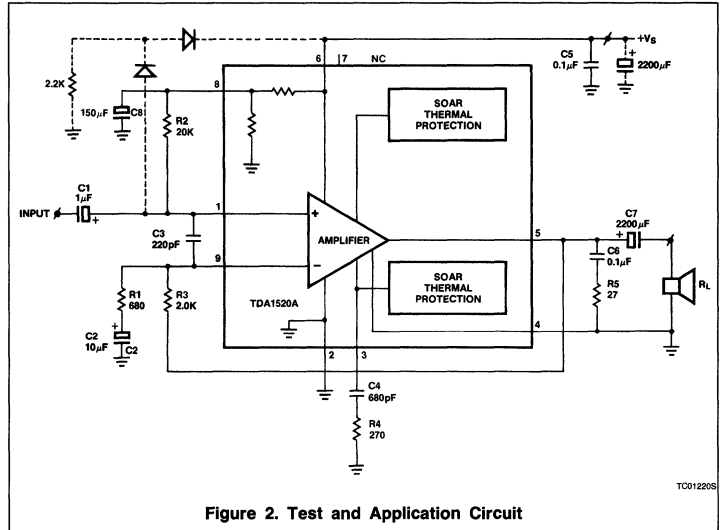 6
7
NC
C5
0.1µF
+VS
+
2200µF
2.2K
8
150µF
+
C8
R2
20K
SOAR
THERMAL
PROTECTION
C1
1µF
INPUT
+
1
C3
220pF
+
AMPLIFIER
−
5
C7
2200µF
+
C6
0.1µF
R5
27
RL
9
R1
680
R3
2.0K
TDA1520A
SOAR
THERMAL
PROTECTION
4
C2
10µF
+
C2
2
3
C4
680pF
R4
270
TC01220S
Figure 2. Test and Application Circuit